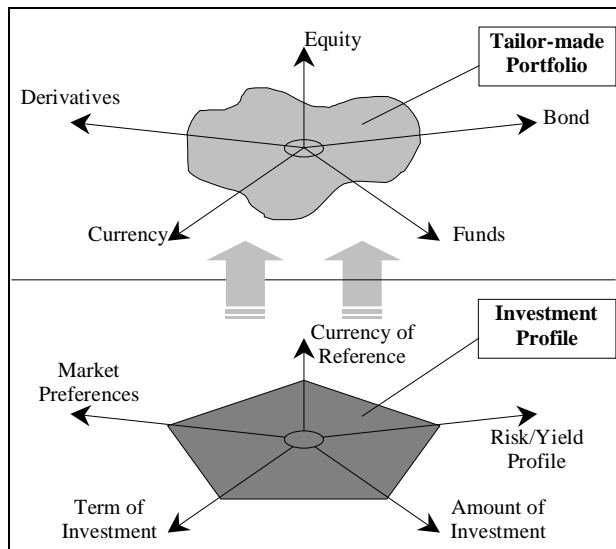 Equity
Tailor-made
Portfolio
Derivatives
Bond
Currency
Funds
Currency of
Reference
Investment
Profile
Market
Preferences
Risk/Yield
Profile
Term of
Investment
Amount of
Investment